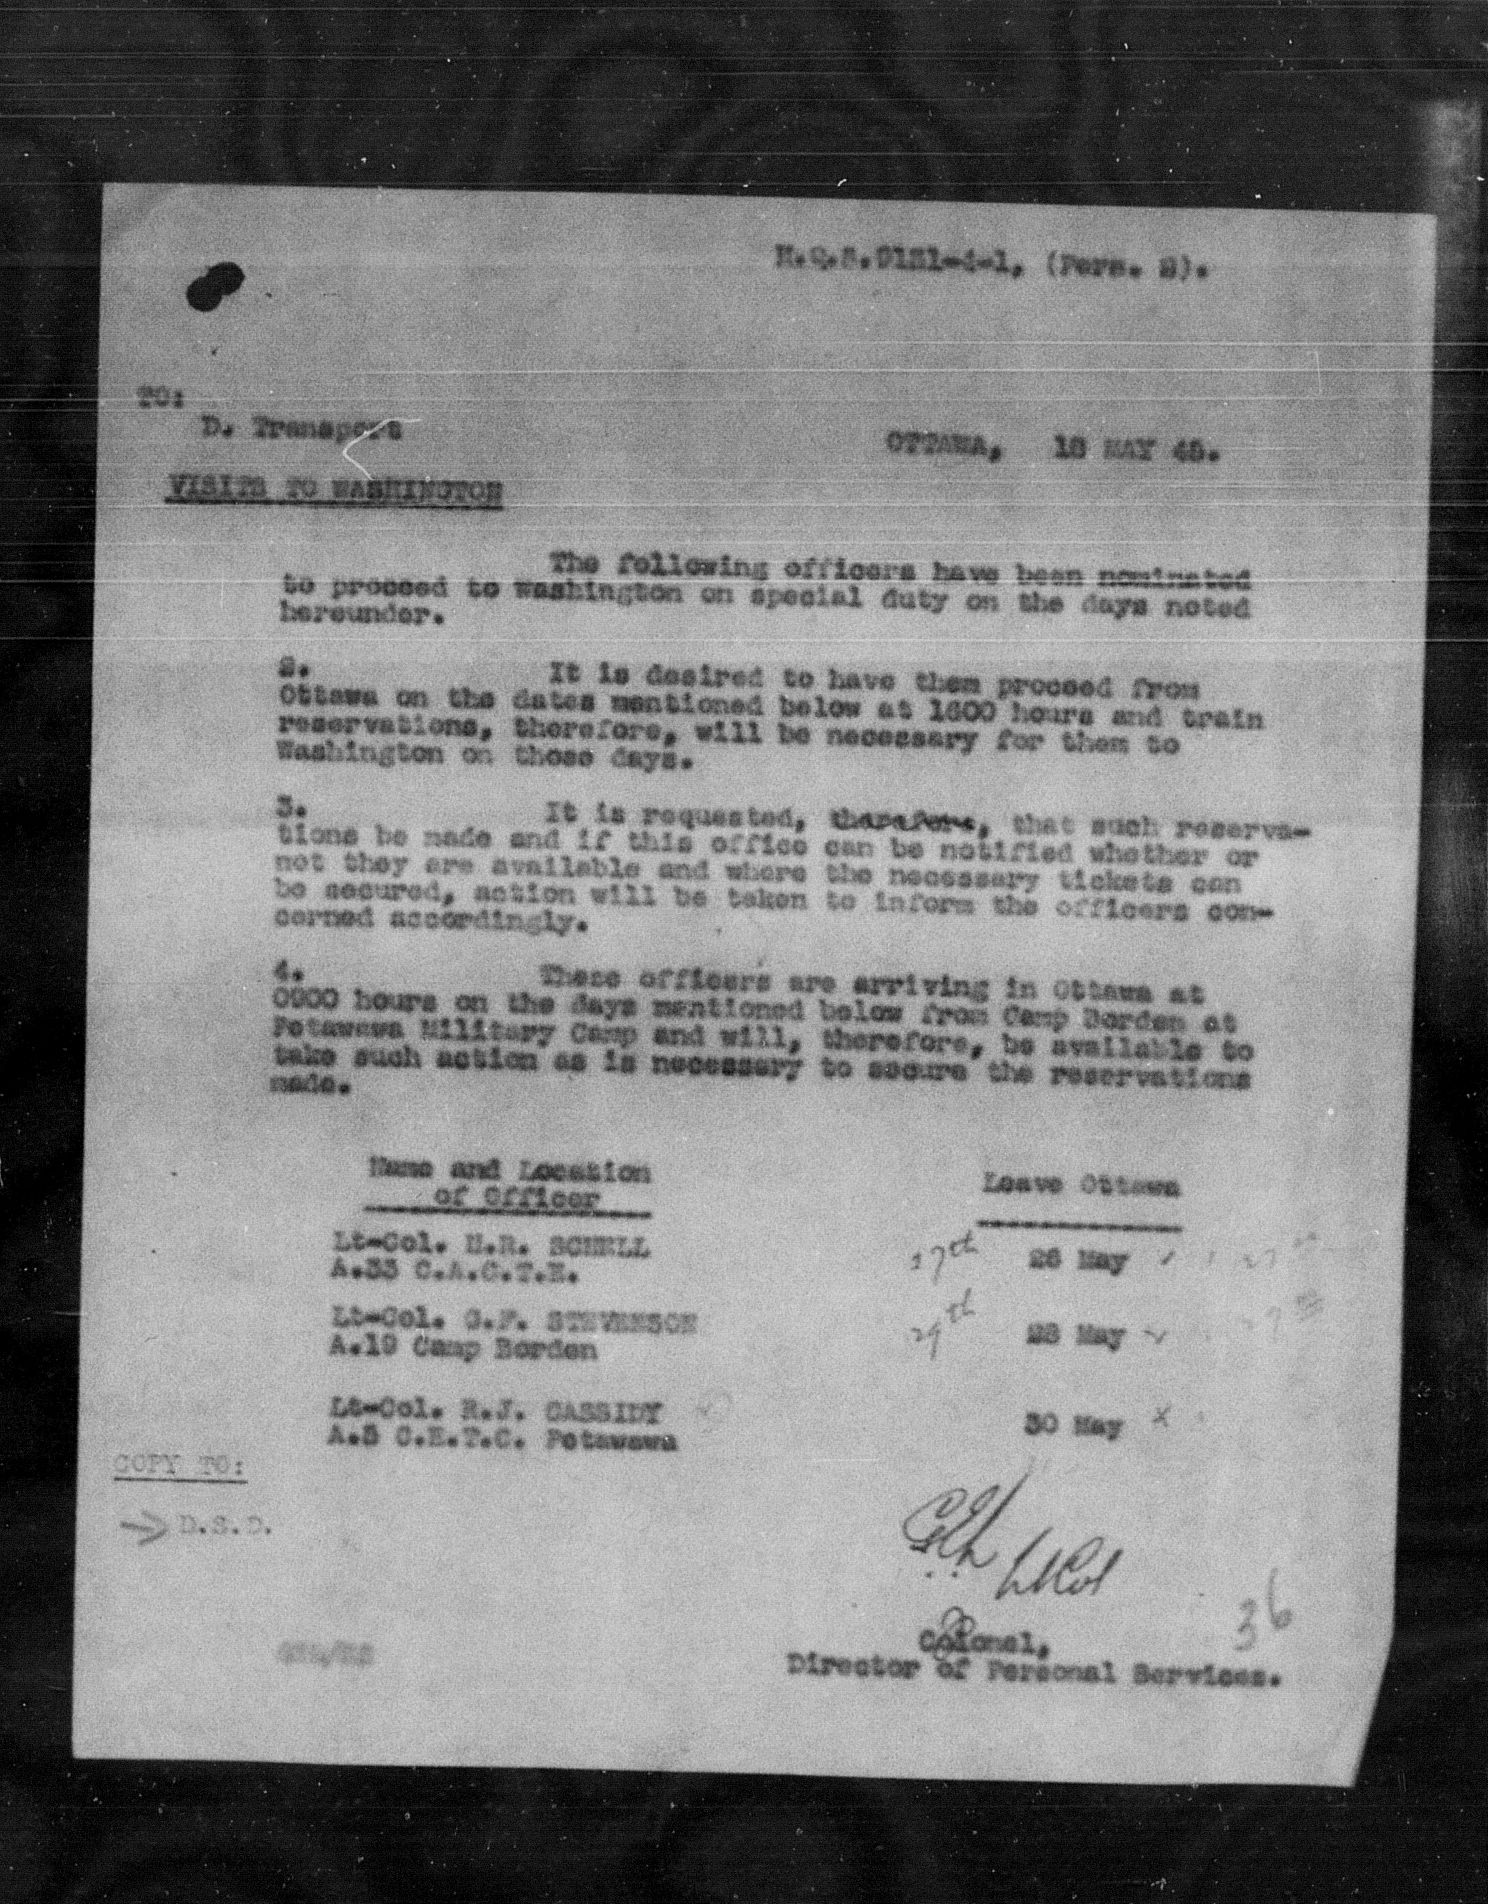 H.Q.S.9131-4-1, (Pers. 2).
TO:
D. Transport
OTTAWA, 18 MAY 45.
VISITS TO WASHINGTON
The following officers have been nominated
to proceed to Washington on special duty on the days noted
hereunder.
2. It is desired to have them proceed from
Ottawa on the dates mentioned below at 1600 hours and train
reservations, therefore, will be necessary for them to
Washington on those days.
3. It is requested, therefore, that such reserva-
tions be made and if this office can be notified whether or
not they are available and where the necessary tickets can
be secured, action will be taken to inform the officers con-
cerned accordingly.
4. These officers are arriving in Ottawa at
0900 hours on the days mentioned below from Camp Borden at
Petawawa Military Camp and will, therefore, be available to
take such action as is necessary to secure the reservations
made.
Name and Location
of Officer
Leave Ottawa
Lt-Col. H.R. SCHELL 27th 26 May
A.33 C.A.C.T.E.
Lt-Col. G.F. STEVENSON 29th 28 May
A.19 Camp Borden
Lt-Col. R.J. CASSIDY 30 May x
A.5 C.E.T.C. Petawawa
COPY TO:
→ D.S.D.
Lt Col
36
Colonel,
Director of Personal Services.